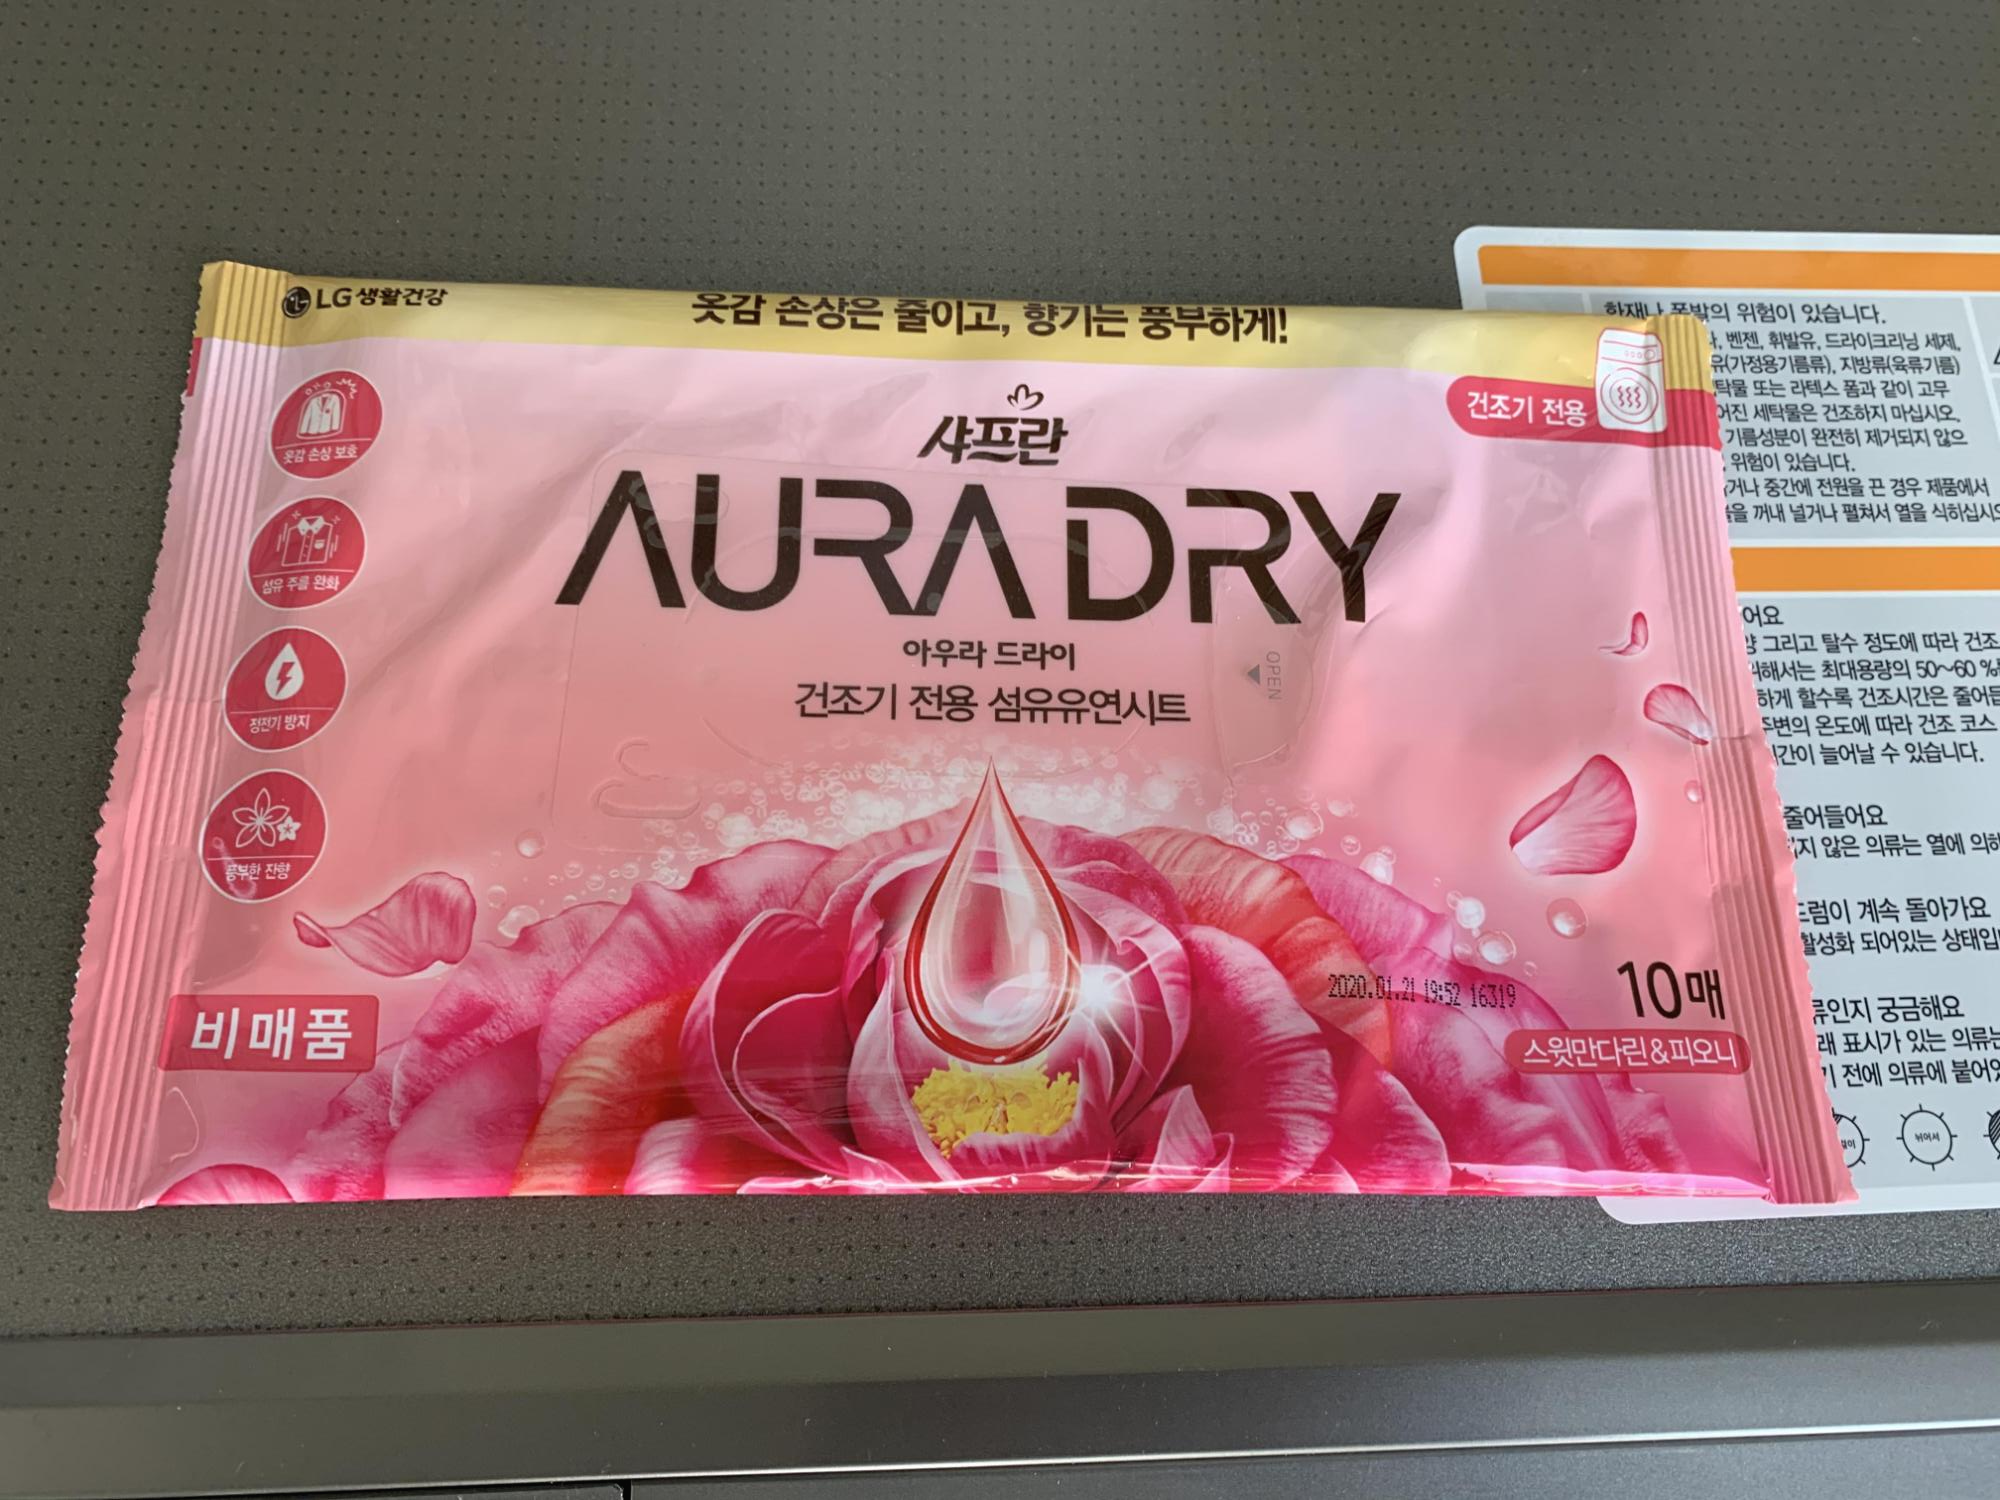 LG생활건강
옷감 손상은 줄이고, 향기는 풍부하게!
건조기 전용
옷감 손상 보호
섬유 주름 완화
정전기 방지
풍부한 잔향
샤프란
AURA DRY
아우라 드라이
건조기 전용 섬유유연시트
OPEN
2020.01.21 19:52 16319
10매
스윗만다린&피오니
비매품
화재나 폭발의 위험이 있습니다.
벤젠, 휘발유, 드라이크리닝 세제,
유(가정용기름류), 지방류(육류기름)
탁물 또는 라텍스 폼과 같이 고무
어진 세탁물은 건조하지 마십시오.
기름성분이 완전히 제거되지 않으
위험이 있습니다.
거나 중간에 전원을 끈 경우 제품에서
을 꺼내 널거나 펼쳐서 열을 식히십시오
어요
양 그리고 탈수 정도에 따라 건조
위해서는 최대용량의 50~60 %
하게 할수록 건조시간은 줄어듭
주변의 온도에 따라 건조 코스
시간이 늘어날 수 있습니다.
줄어들어요
지 않은 의류는 열에 의해
드럼이 계속 돌아가요
활성화 되어있는 상태입
류인지 궁금해요
래 표시가 있는 의류는
기 전에 의류에 붙어있
뉘어서